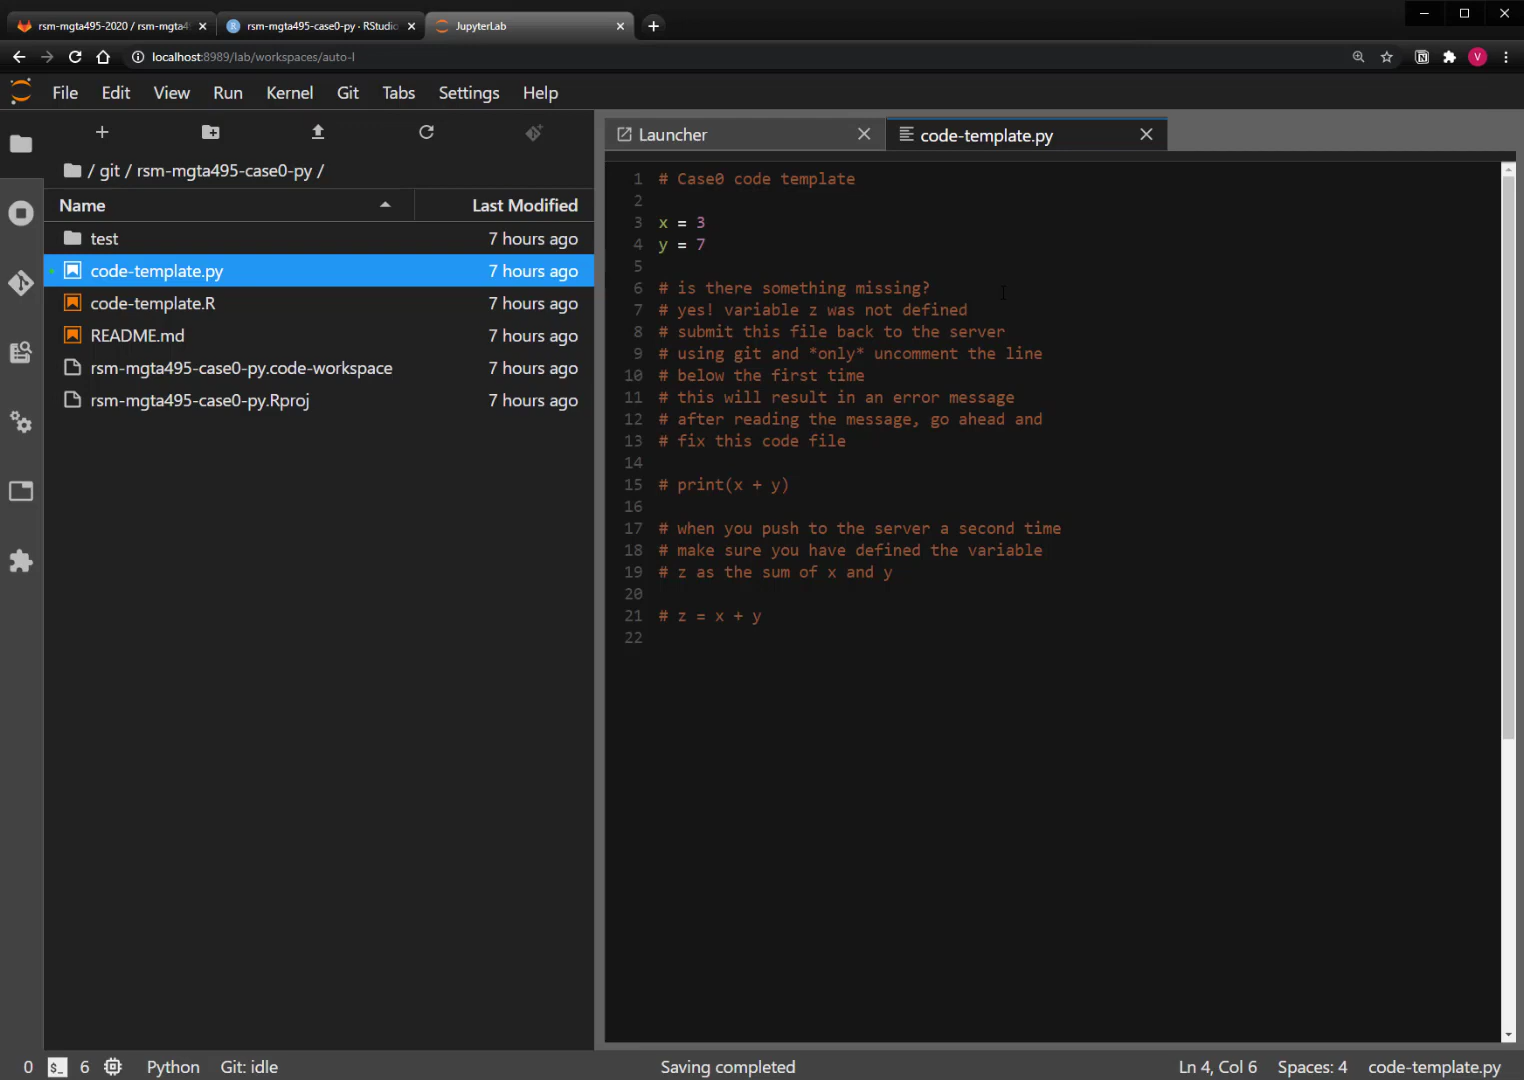 rsm-mgta495-2020 / rsm-mgta4
rsm-mgta495-case0-py · RStudio
JupyterLab
localhost:8989/lab/workspaces/auto-l
V
File Edit View Run Kernel Git Tabs Settings Help
/ git / rsm-mgta495-case0-py /
Name Last Modified
test 7 hours ago
code-template.py 7 hours ago
code-template.R 7 hours ago
README.md 7 hours ago
rsm-mgta495-case0-py.code-workspace 7 hours ago
rsm-mgta495-case0-py.Rproj 7 hours ago
Launcher
code-template.py
1 # Case0 code template
2
3 x = 3
4 y = 7
5
6 # is there something missing?
7 # yes! variable z was not defined
8 # submit this file back to the server
9 # using git and *only* uncomment the line
10 # below the first time
11 # this will result in an error message
12 # after reading the message, go ahead and
13 # fix this code file
14
15 # print(x + y)
16
17 # when you push to the server a second time
18 # make sure you have defined the variable
19 # z as the sum of x and y
20
21 # z = x + y
22
0 $_ 6 Python Git: idle Saving completed Ln 4, Col 6 Spaces: 4 code-template.py